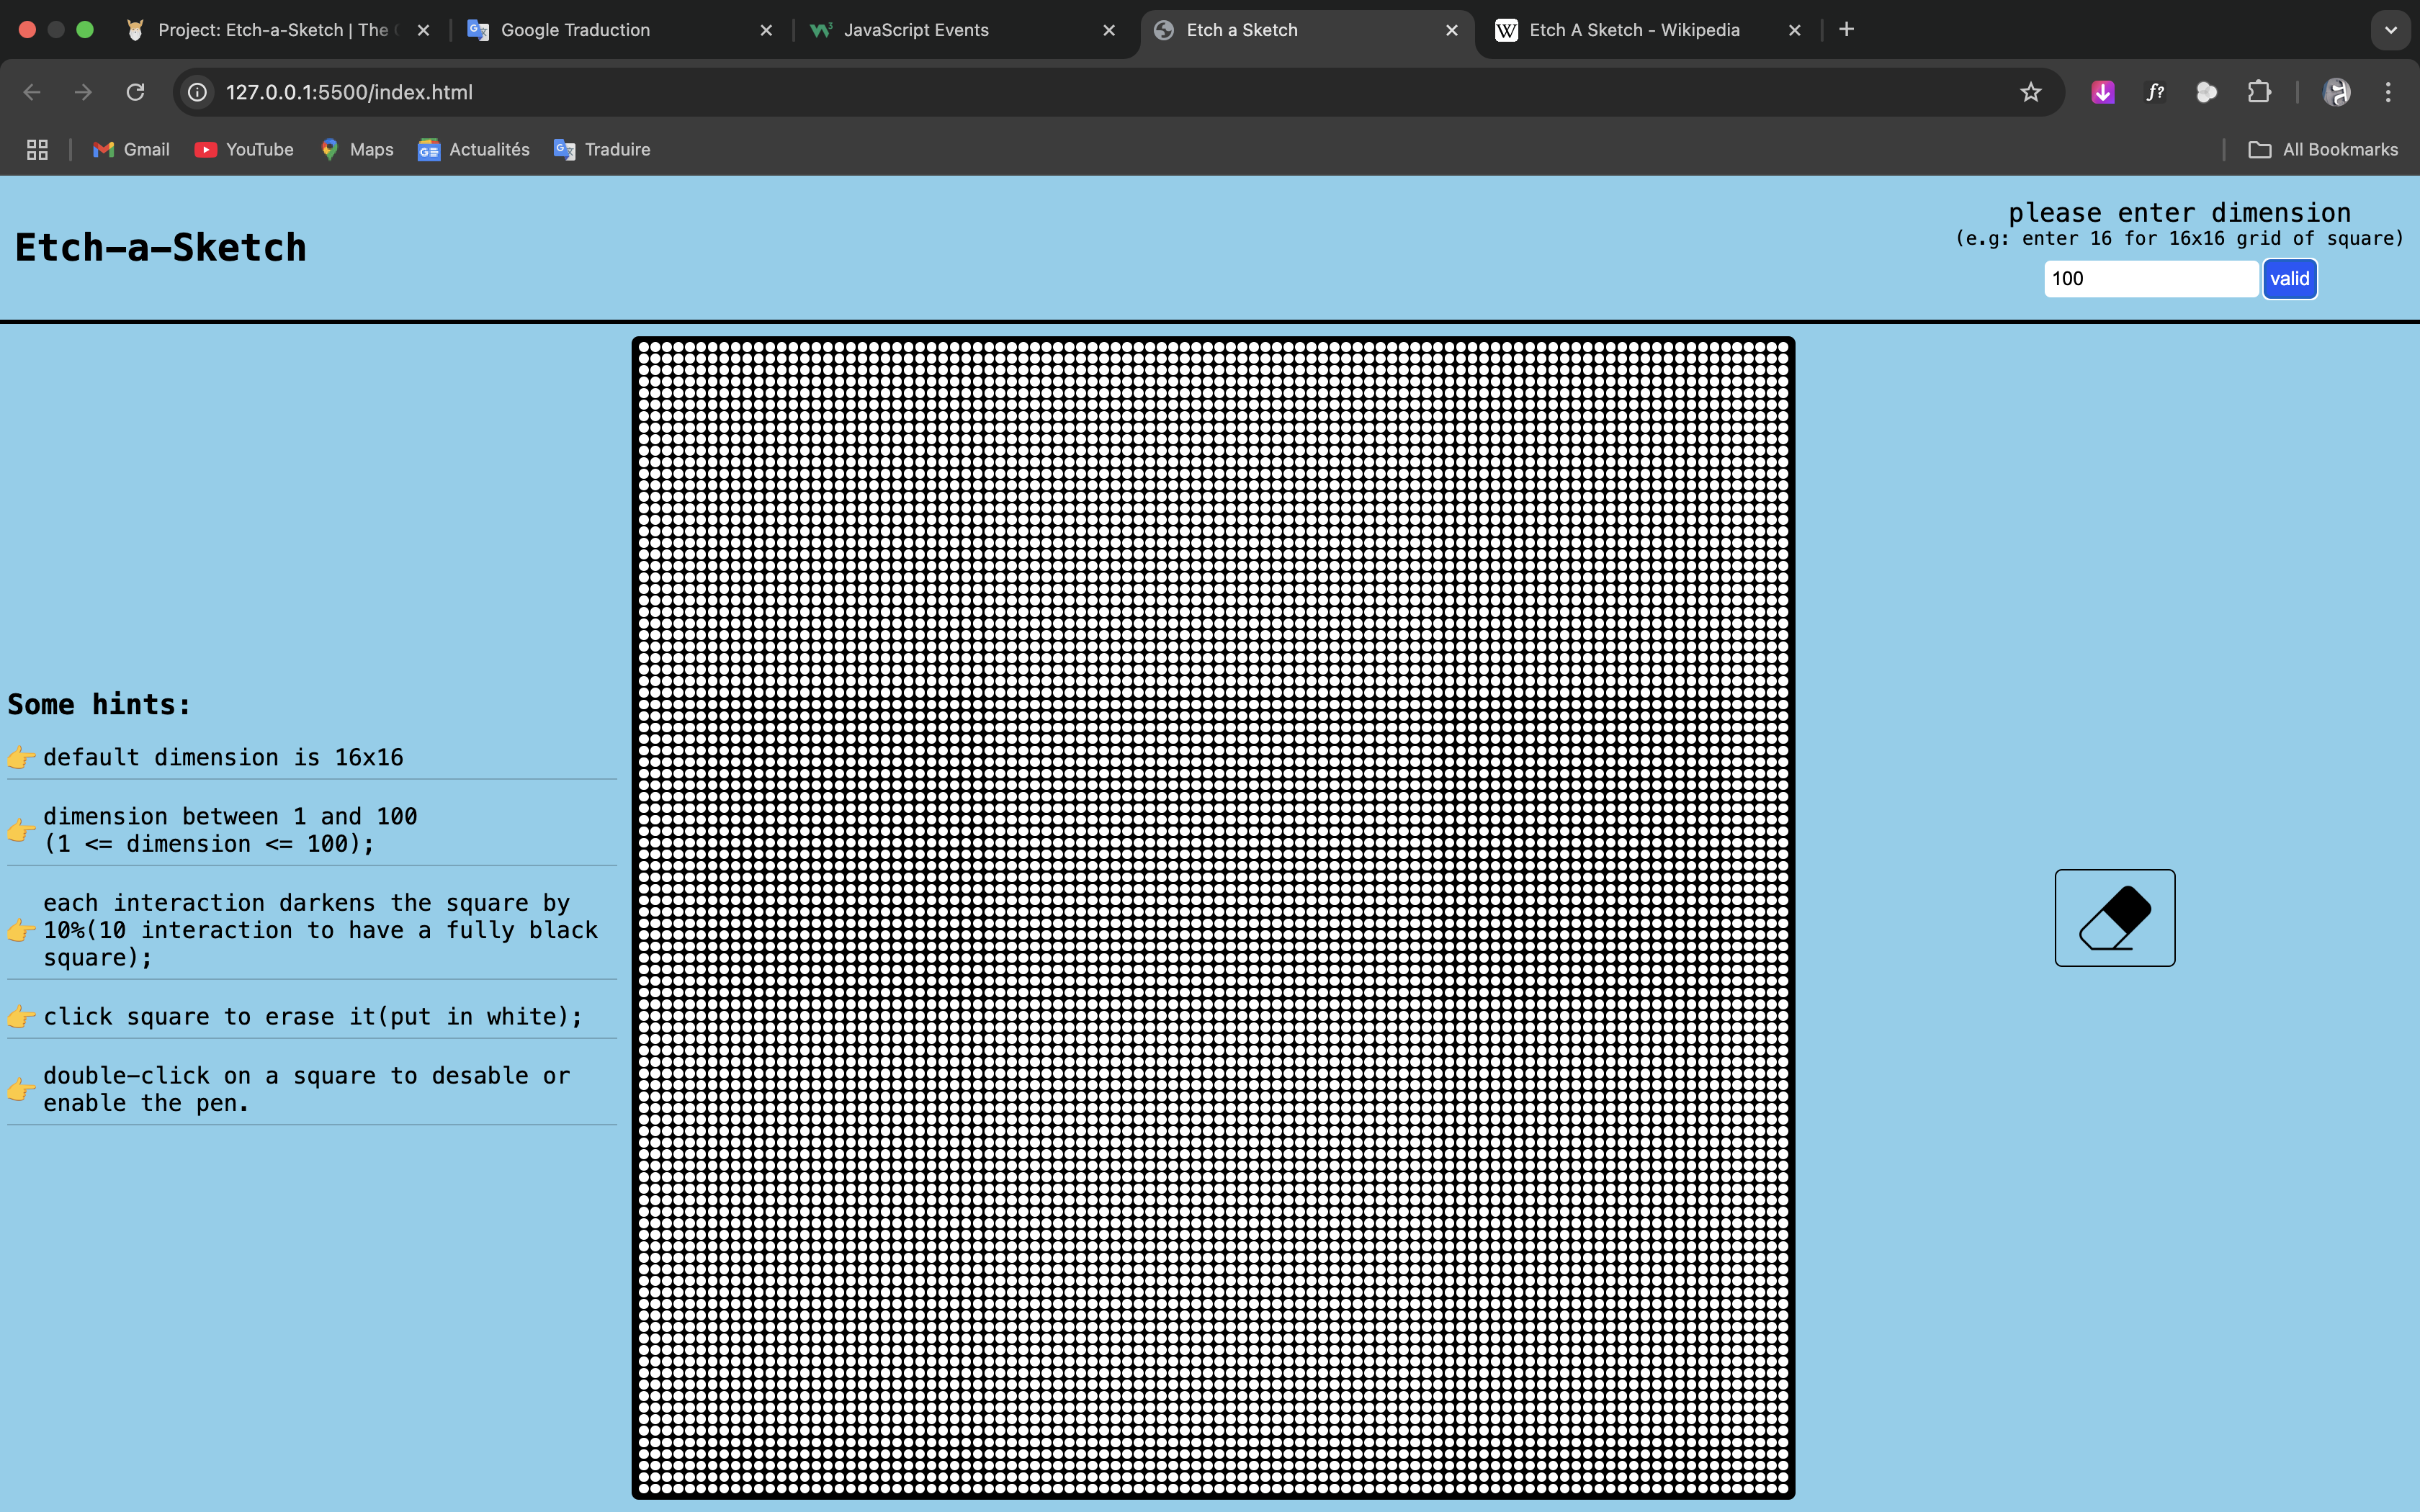 Project: Etch-a-Sketch | The
Google Traduction
JavaScript Events
Etch a Sketch
Etch A Sketch - Wikipedia
127.0.0.1:5500/index.html
Gmail
YouTube
Maps
Actualités
Traduire
All Bookmarks
Etch-a-Sketch
please enter dimension
(e.g: enter 16 for 16x16 grid of square)
100
valid
Some hints:
👉 default dimension is 16x16
👉 dimension between 1 and 100
(1 <= dimension <= 100);
👉 each interaction darkens the square by
10%(10 interaction to have a fully black
square);
👉 click square to erase it(put in white);
👉 double-click on a square to desable or
enable the pen.